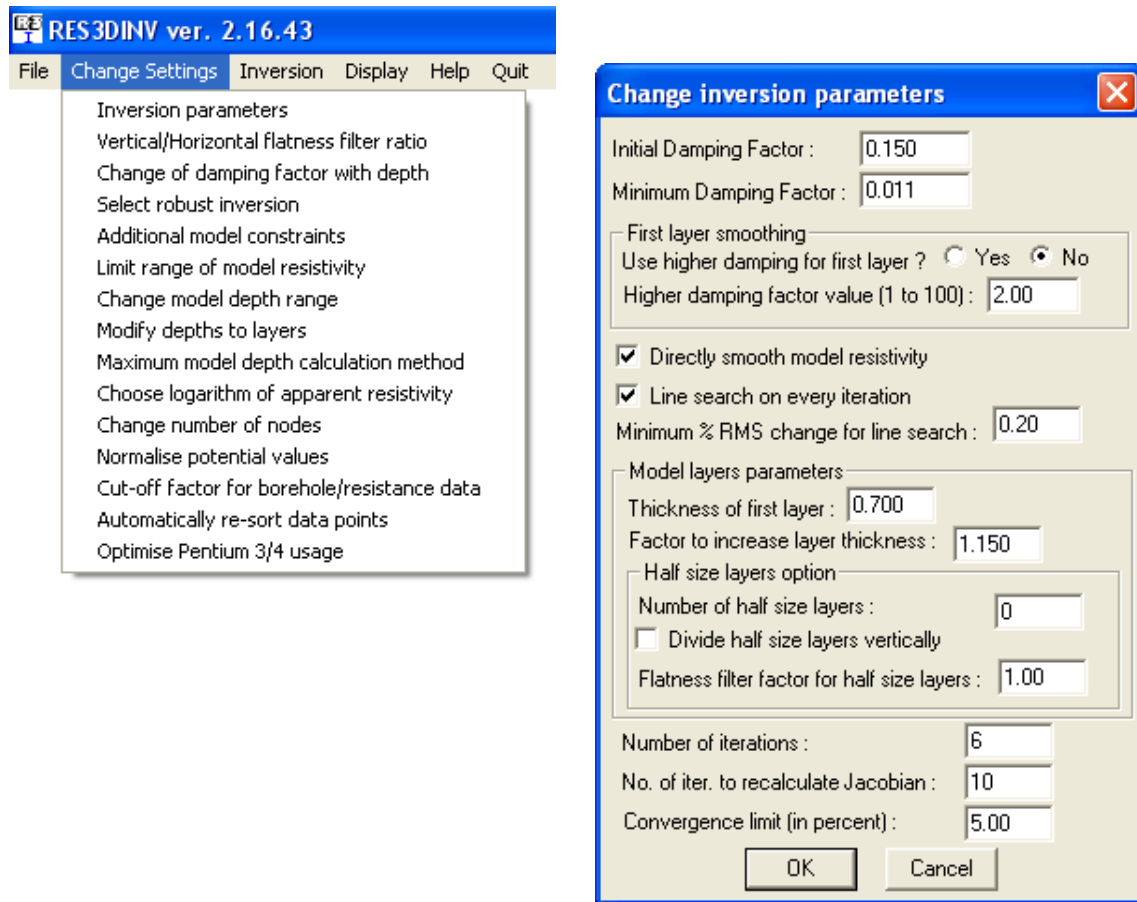 RES3DINV ver. 2.16.43
File Change Settings Inversion Display Help Quit
Inversion parameters
Vertical/Horizontal flatness filter ratio
Change of damping factor with depth
Select robust inversion
Additional model constraints
Limit range of model resistivity
Change model depth range
Modify depths to layers
Maximum model depth calculation method
Choose logarithm of apparent resistivity
Change number of nodes
Normalise potential values
Cut-off factor for borehole/resistance data
Automatically re-sort data points
Optimise Pentium 3/4 usage
Change inversion parameters
Initial Damping Factor : 0.150
Minimum Damping Factor : 0.011
First layer smoothing
Use higher damping for first layer ? Yes No
Higher damping factor value (1 to 100) : 2.00
Directly smooth model resistivity
Line search on every iteration
Minimum % RMS change for line search : 0.20
Model layers parameters
Thickness of first layer : 0.700
Factor to increase layer thickness : 1.150
Half size layers option
Number of half size layers : 0
Divide half size layers vertically
Flatness filter factor for half size layers : 1.00
Number of iterations : 6
No. of iter. to recalculate Jacobian : 10
Convergence limit (in percent) : 5.00
OK Cancel